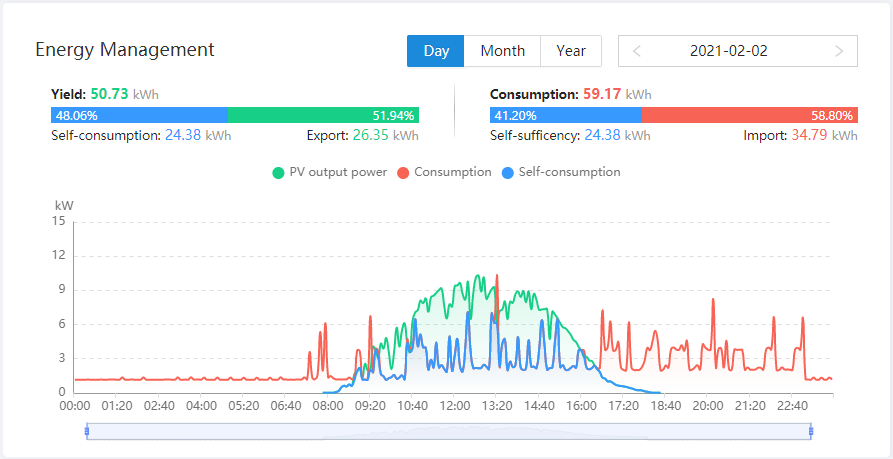 Energy Management
Day Month Year
< 2021-02-02 >
Yield: 50.73 kWh
48.06% 51.94%
Self-consumption: 24.38 kWh Export: 26.35 kWh
Consumption: 59.17 kWh
41.20% 58.80%
Self-sufficency: 24.38 kWh Import: 34.79 kWh
PV output power Consumption Self-consumption
kW
15
12
9
6
3
0
00:00 01:20 02:40 04:00 05:20 06:40 08:00 09:20 10:40 12:00 13:20 14:40 16:00 17:20 18:40 20:00 21:20 22:40